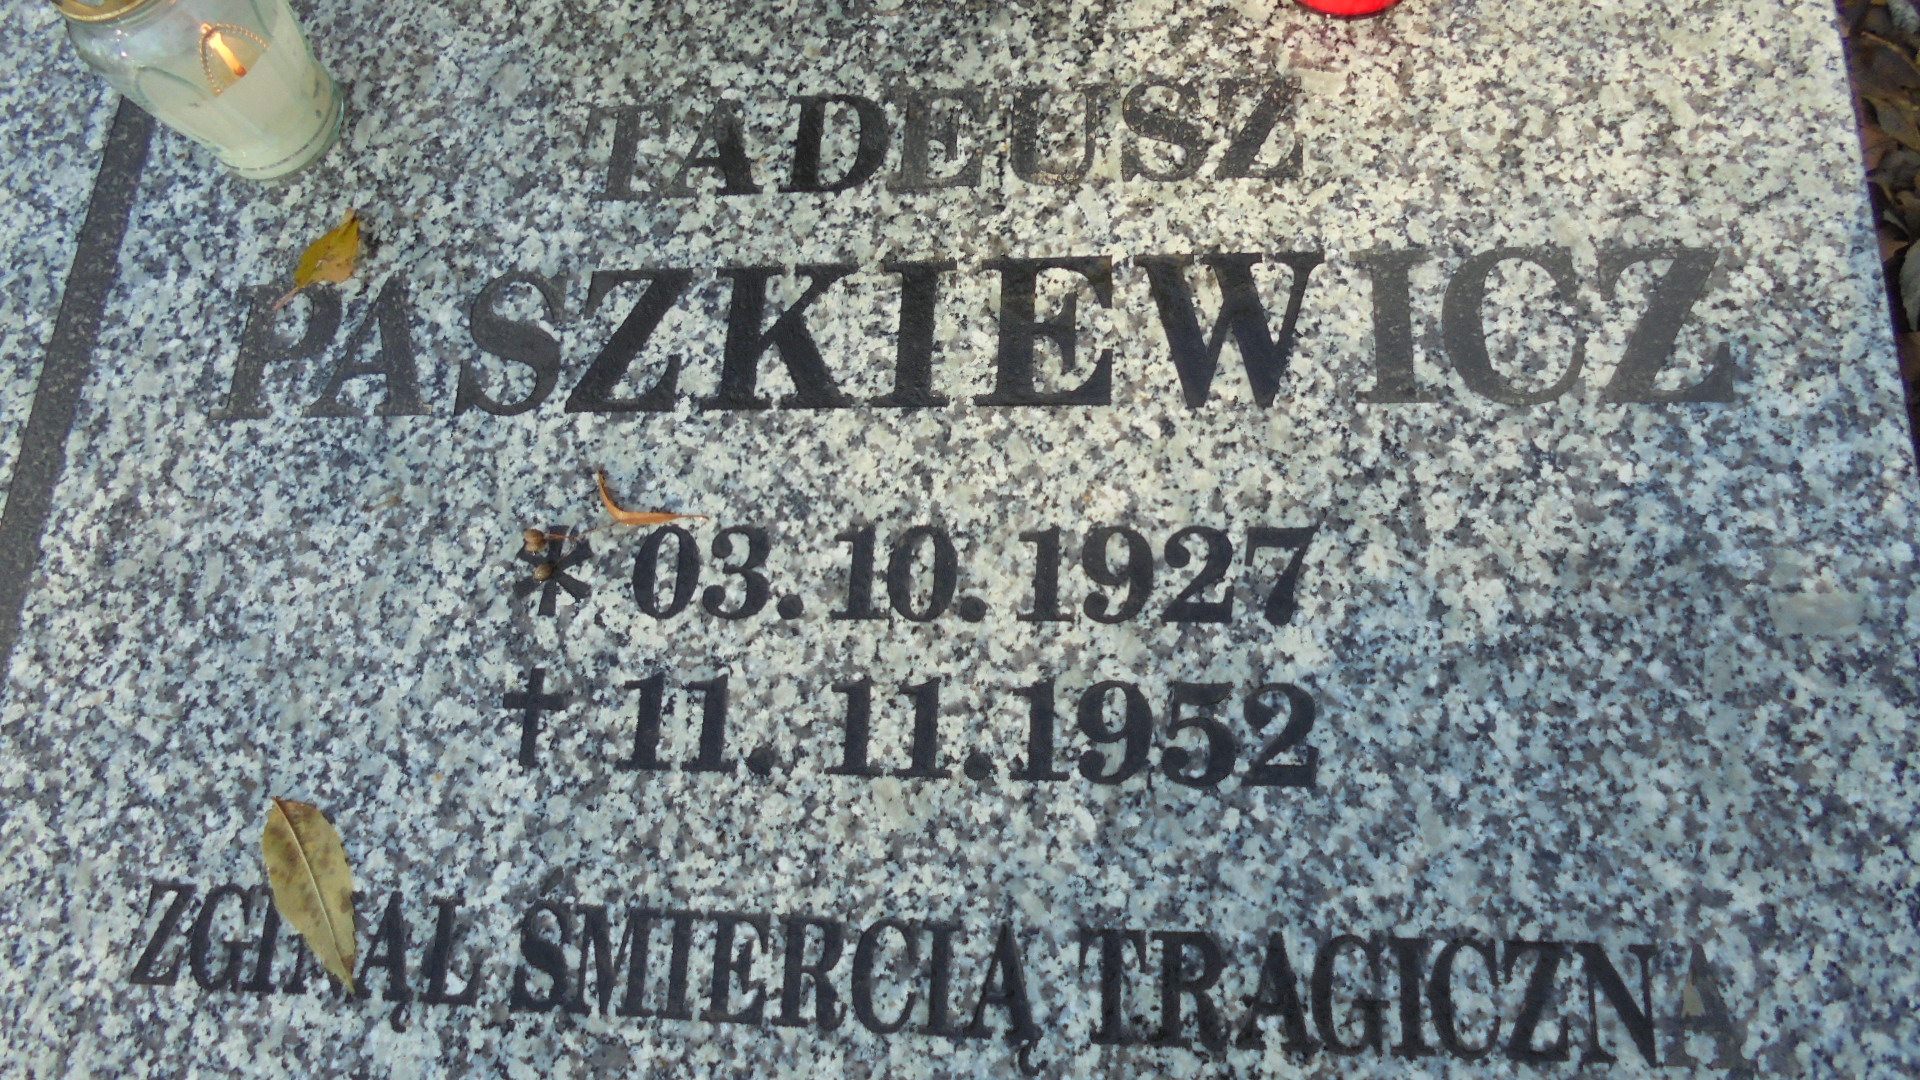 TADEUSZ
PASZKIEWICZ
* 03.10.1927
† 11.11.1952
ZGINĄŁ ŚMIERCIĄ TRAGICZNĄ